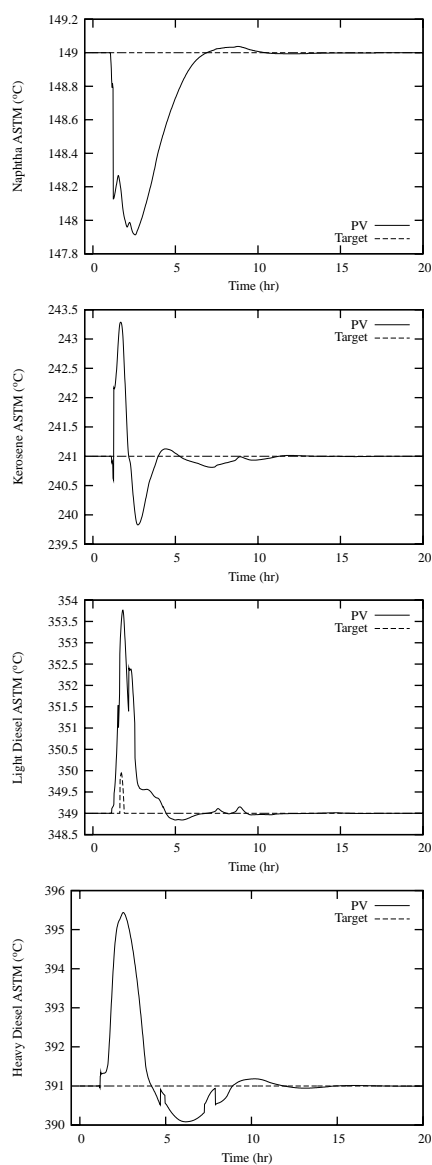 149.2
149
148.8
148.6
148.4
148.2
148
147.8
Naphtha ASTM (°C)
PV
Target
0 5 10 15 20
Time (hr)
243.5
243
242.5
242
241.5
241
240.5
240
239.5
Kerosene ASTM (°C)
PV
Target
0 5 10 15 20
Time (hr)
354
353.5
353
352.5
352
351.5
351
350.5
350
349.5
349
348.5
Light Diesel ASTM (°C)
PV
Target
0 5 10 15 20
Time (hr)
396
395
394
393
392
391
390
Heavy Diesel ASTM (°C)
PV
Target
0 5 10 15 20
Time (hr)